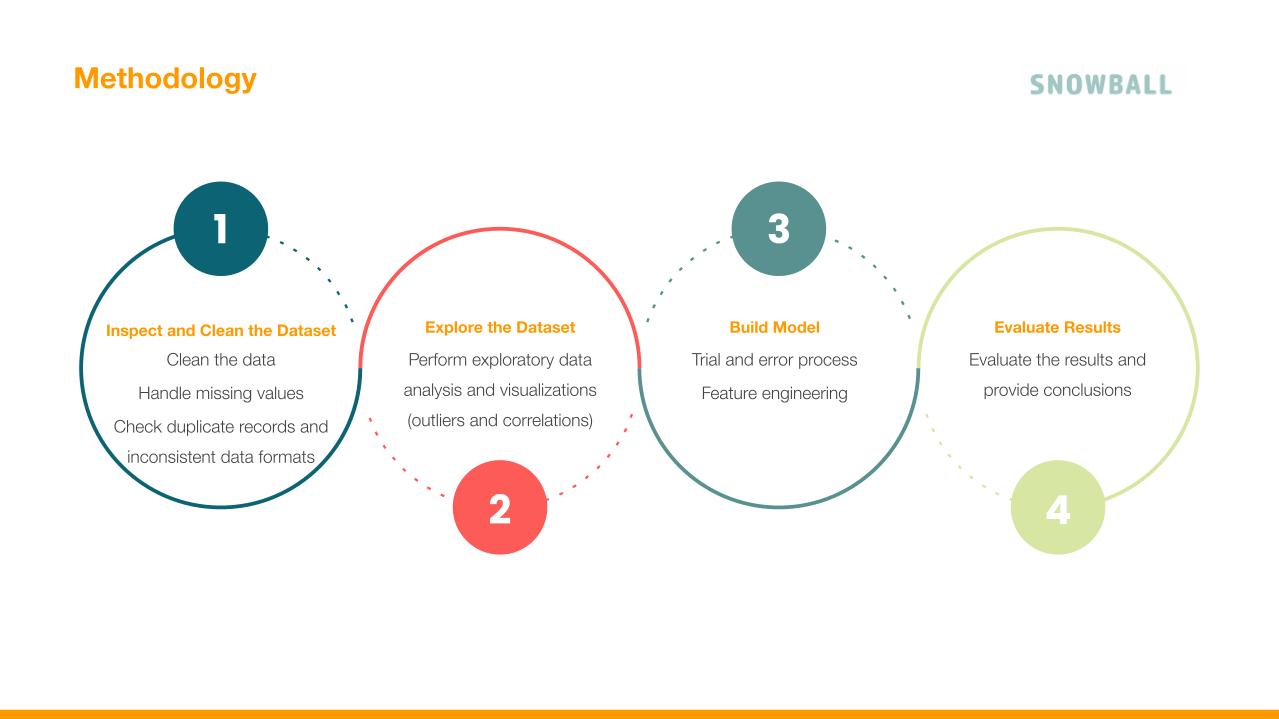 Methodology
SNOWBALL
1
Inspect and Clean the Dataset
Clean the data
Handle missing values
Check duplicate records and
inconsistent data formats
2
Explore the Dataset
Perform exploratory data
analysis and visualizations
(outliers and correlations)
3
Build Model
Trial and error process
Feature engineering
4
Evaluate Results
Evaluate the results and
provide conclusions